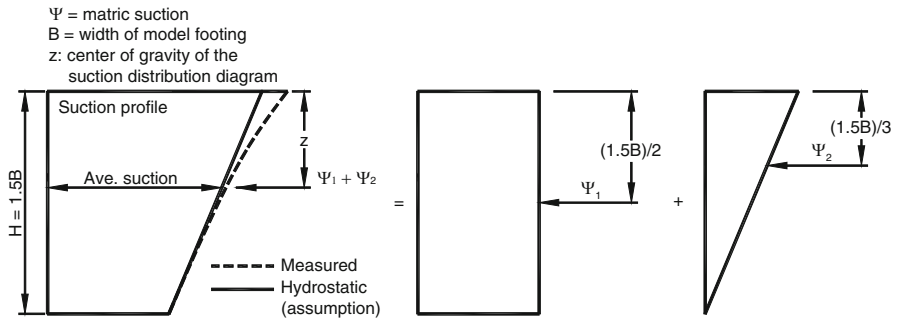 Ψ = matric suction
B = width of model footing
z: center of gravity of the
suction distribution diagram
Suction profile
H = 1.5B
Ave. suction
z
Ψ₁ + Ψ₂
Measured
Hydrostatic
(assumption)
=
(1.5B)/2
Ψ₁
+
(1.5B)/3
Ψ₂